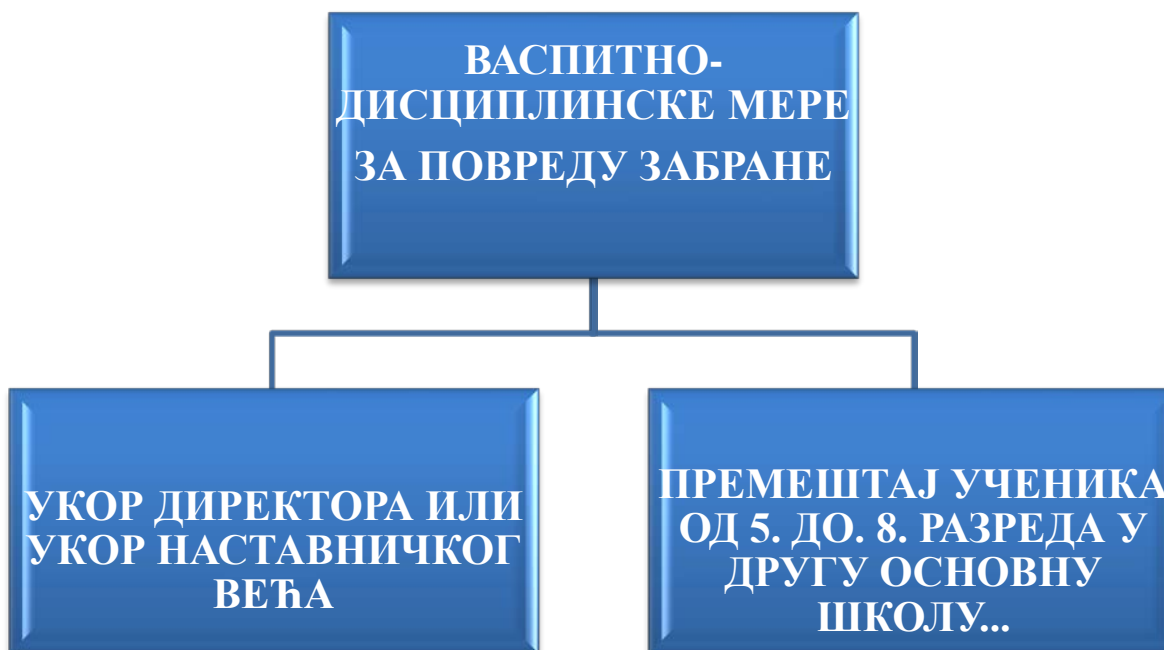 ВАСПИТНО-
ДИСЦИПЛИНСКЕ МЕРЕ
ЗА ПОВРЕДУ ЗАБРАНЕ
УКОР ДИРЕКТОРА ИЛИ
УКОР НАСТАВНИЧКОГ
ВЕЋА
ПРЕМЕШТАЈ УЧЕНИКА
ОД 5. ДО. 8. РАЗРЕДА У
ДРУГУ ОСНОВНУ
ШКОЛУ...